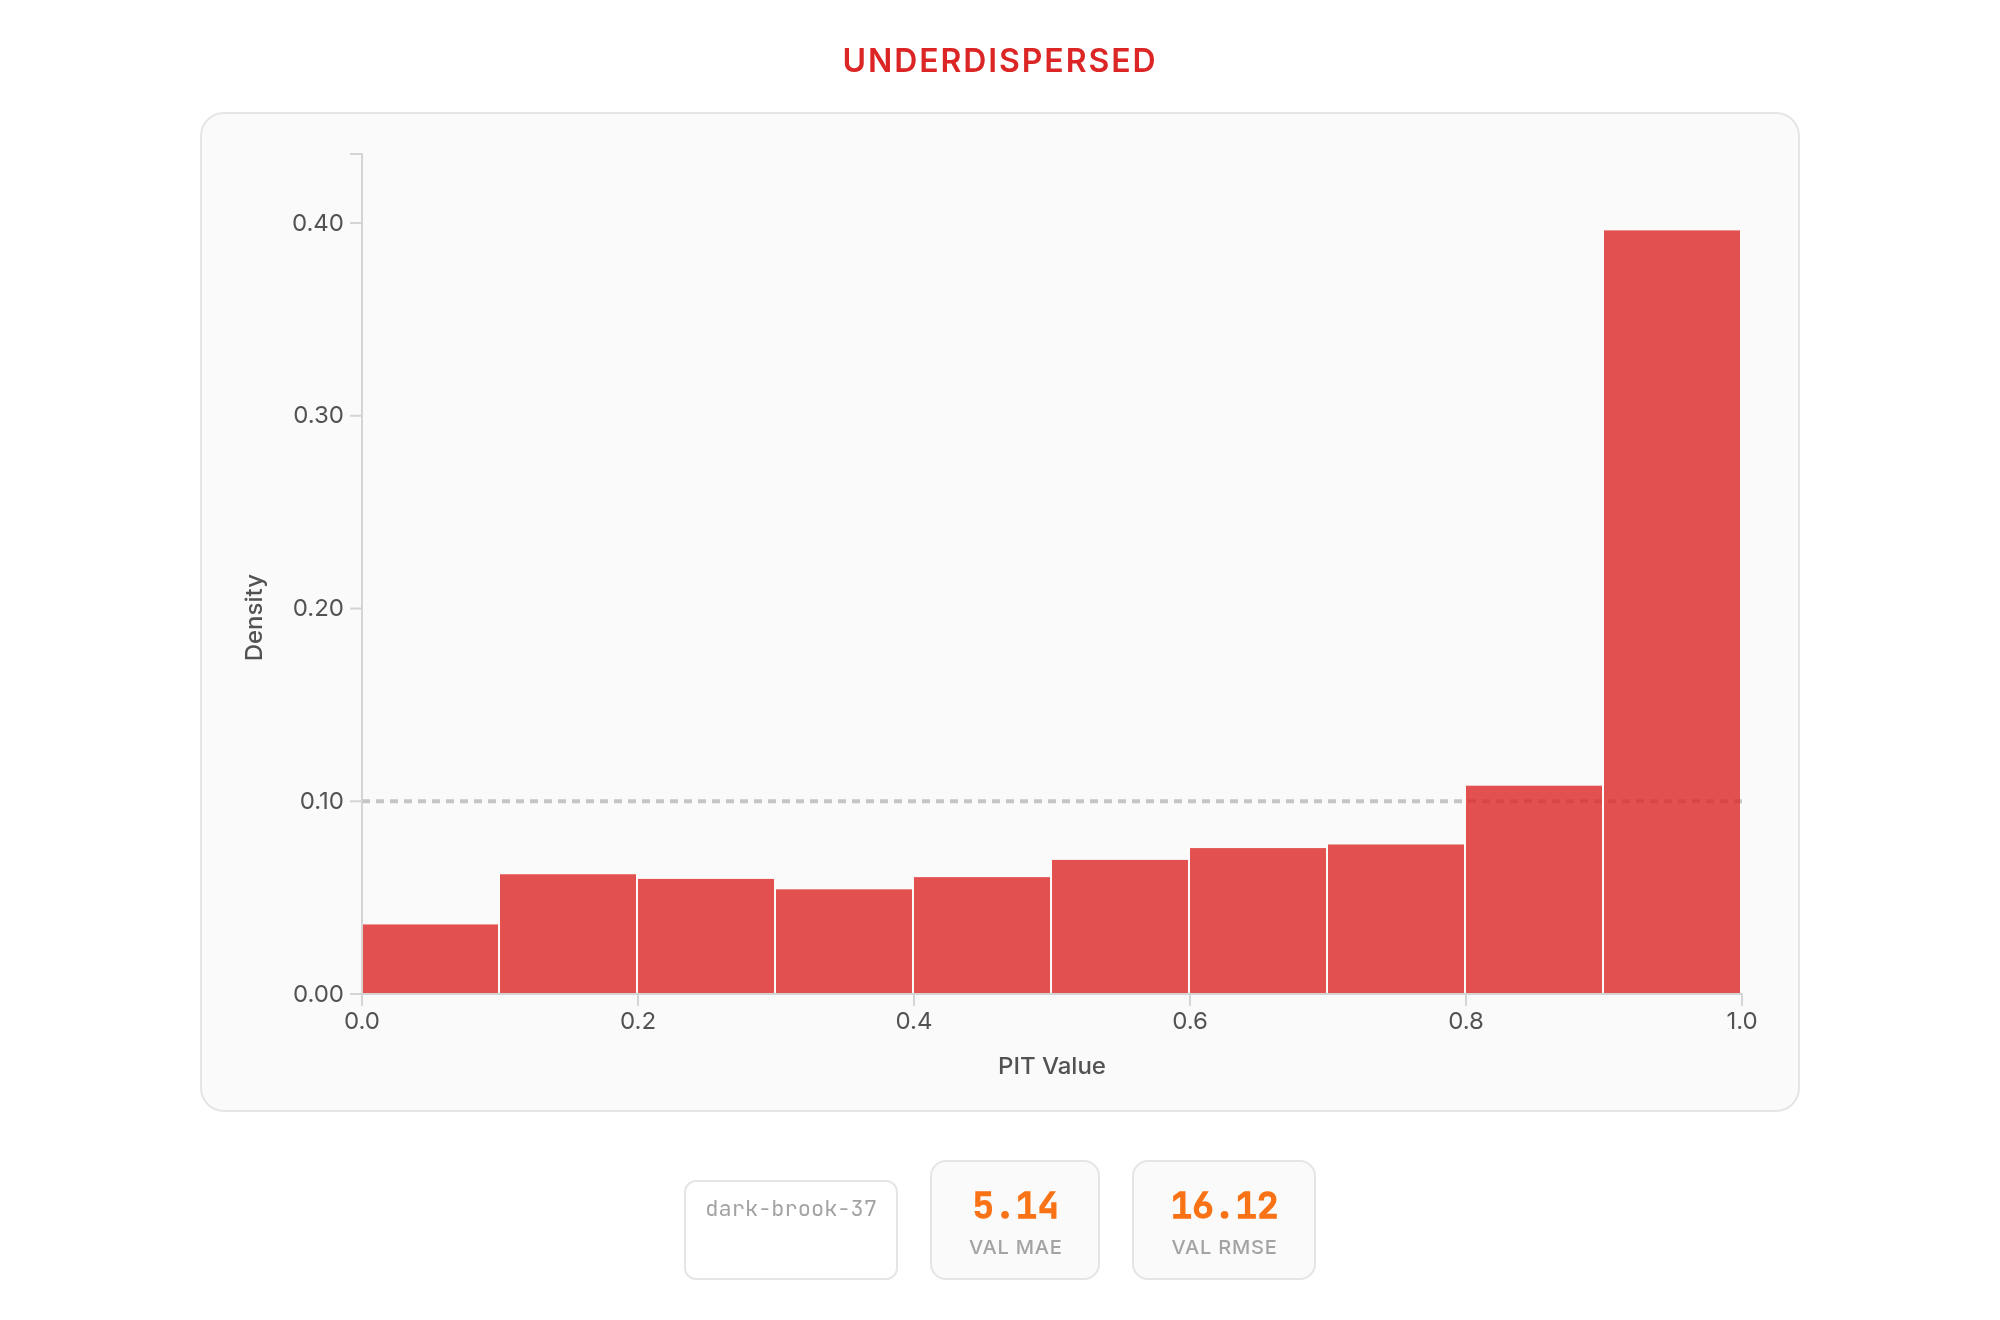 UNDERDISPERSED
0.40
0.30
0.20
0.10
0.00
Density
0.0 0.2 0.4 0.6 0.8 1.0
PIT Value
dark-brook-37
5.14
VAL MAE
16.12
VAL RMSE